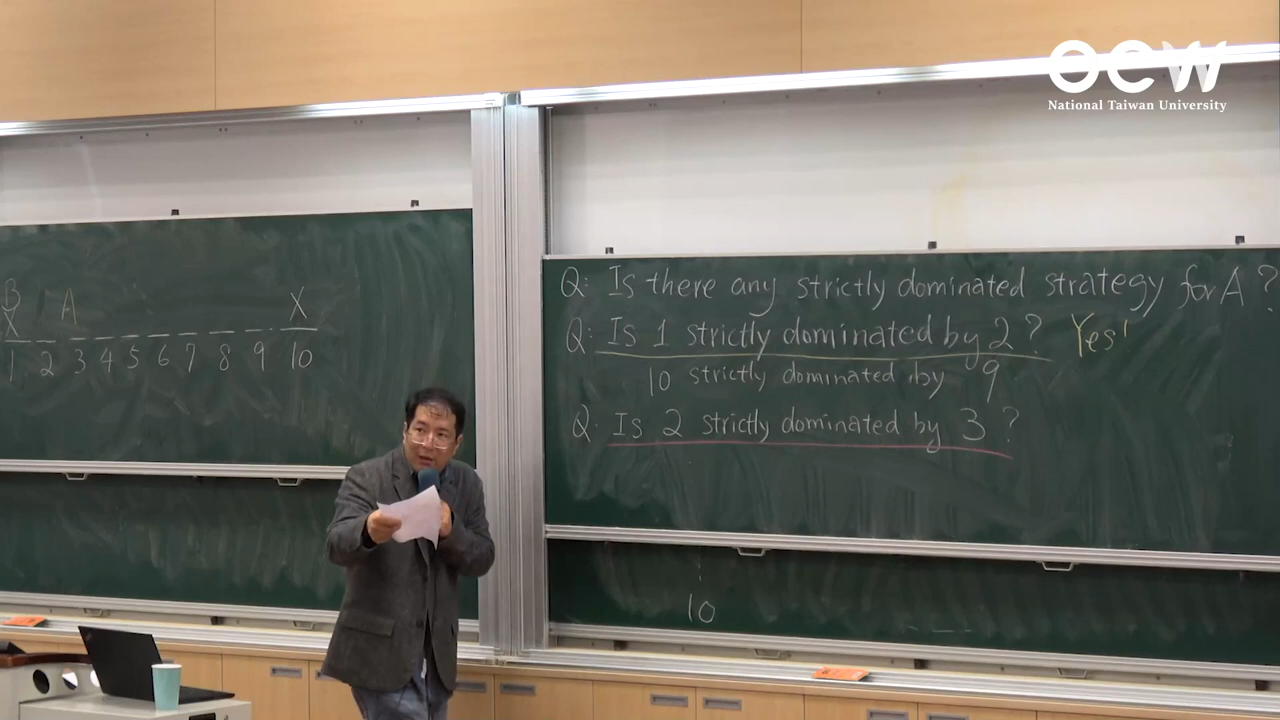 OCW
National Taiwan University
B A X
X
1 2 3 4 5 6 7 8 9 10
Q: Is there any strictly dominated strategy for A?
Q: Is 1 strictly dominated by 2? Yes!
10 strictly dominated by 9
Q: Is 2 strictly dominated by 3?
10